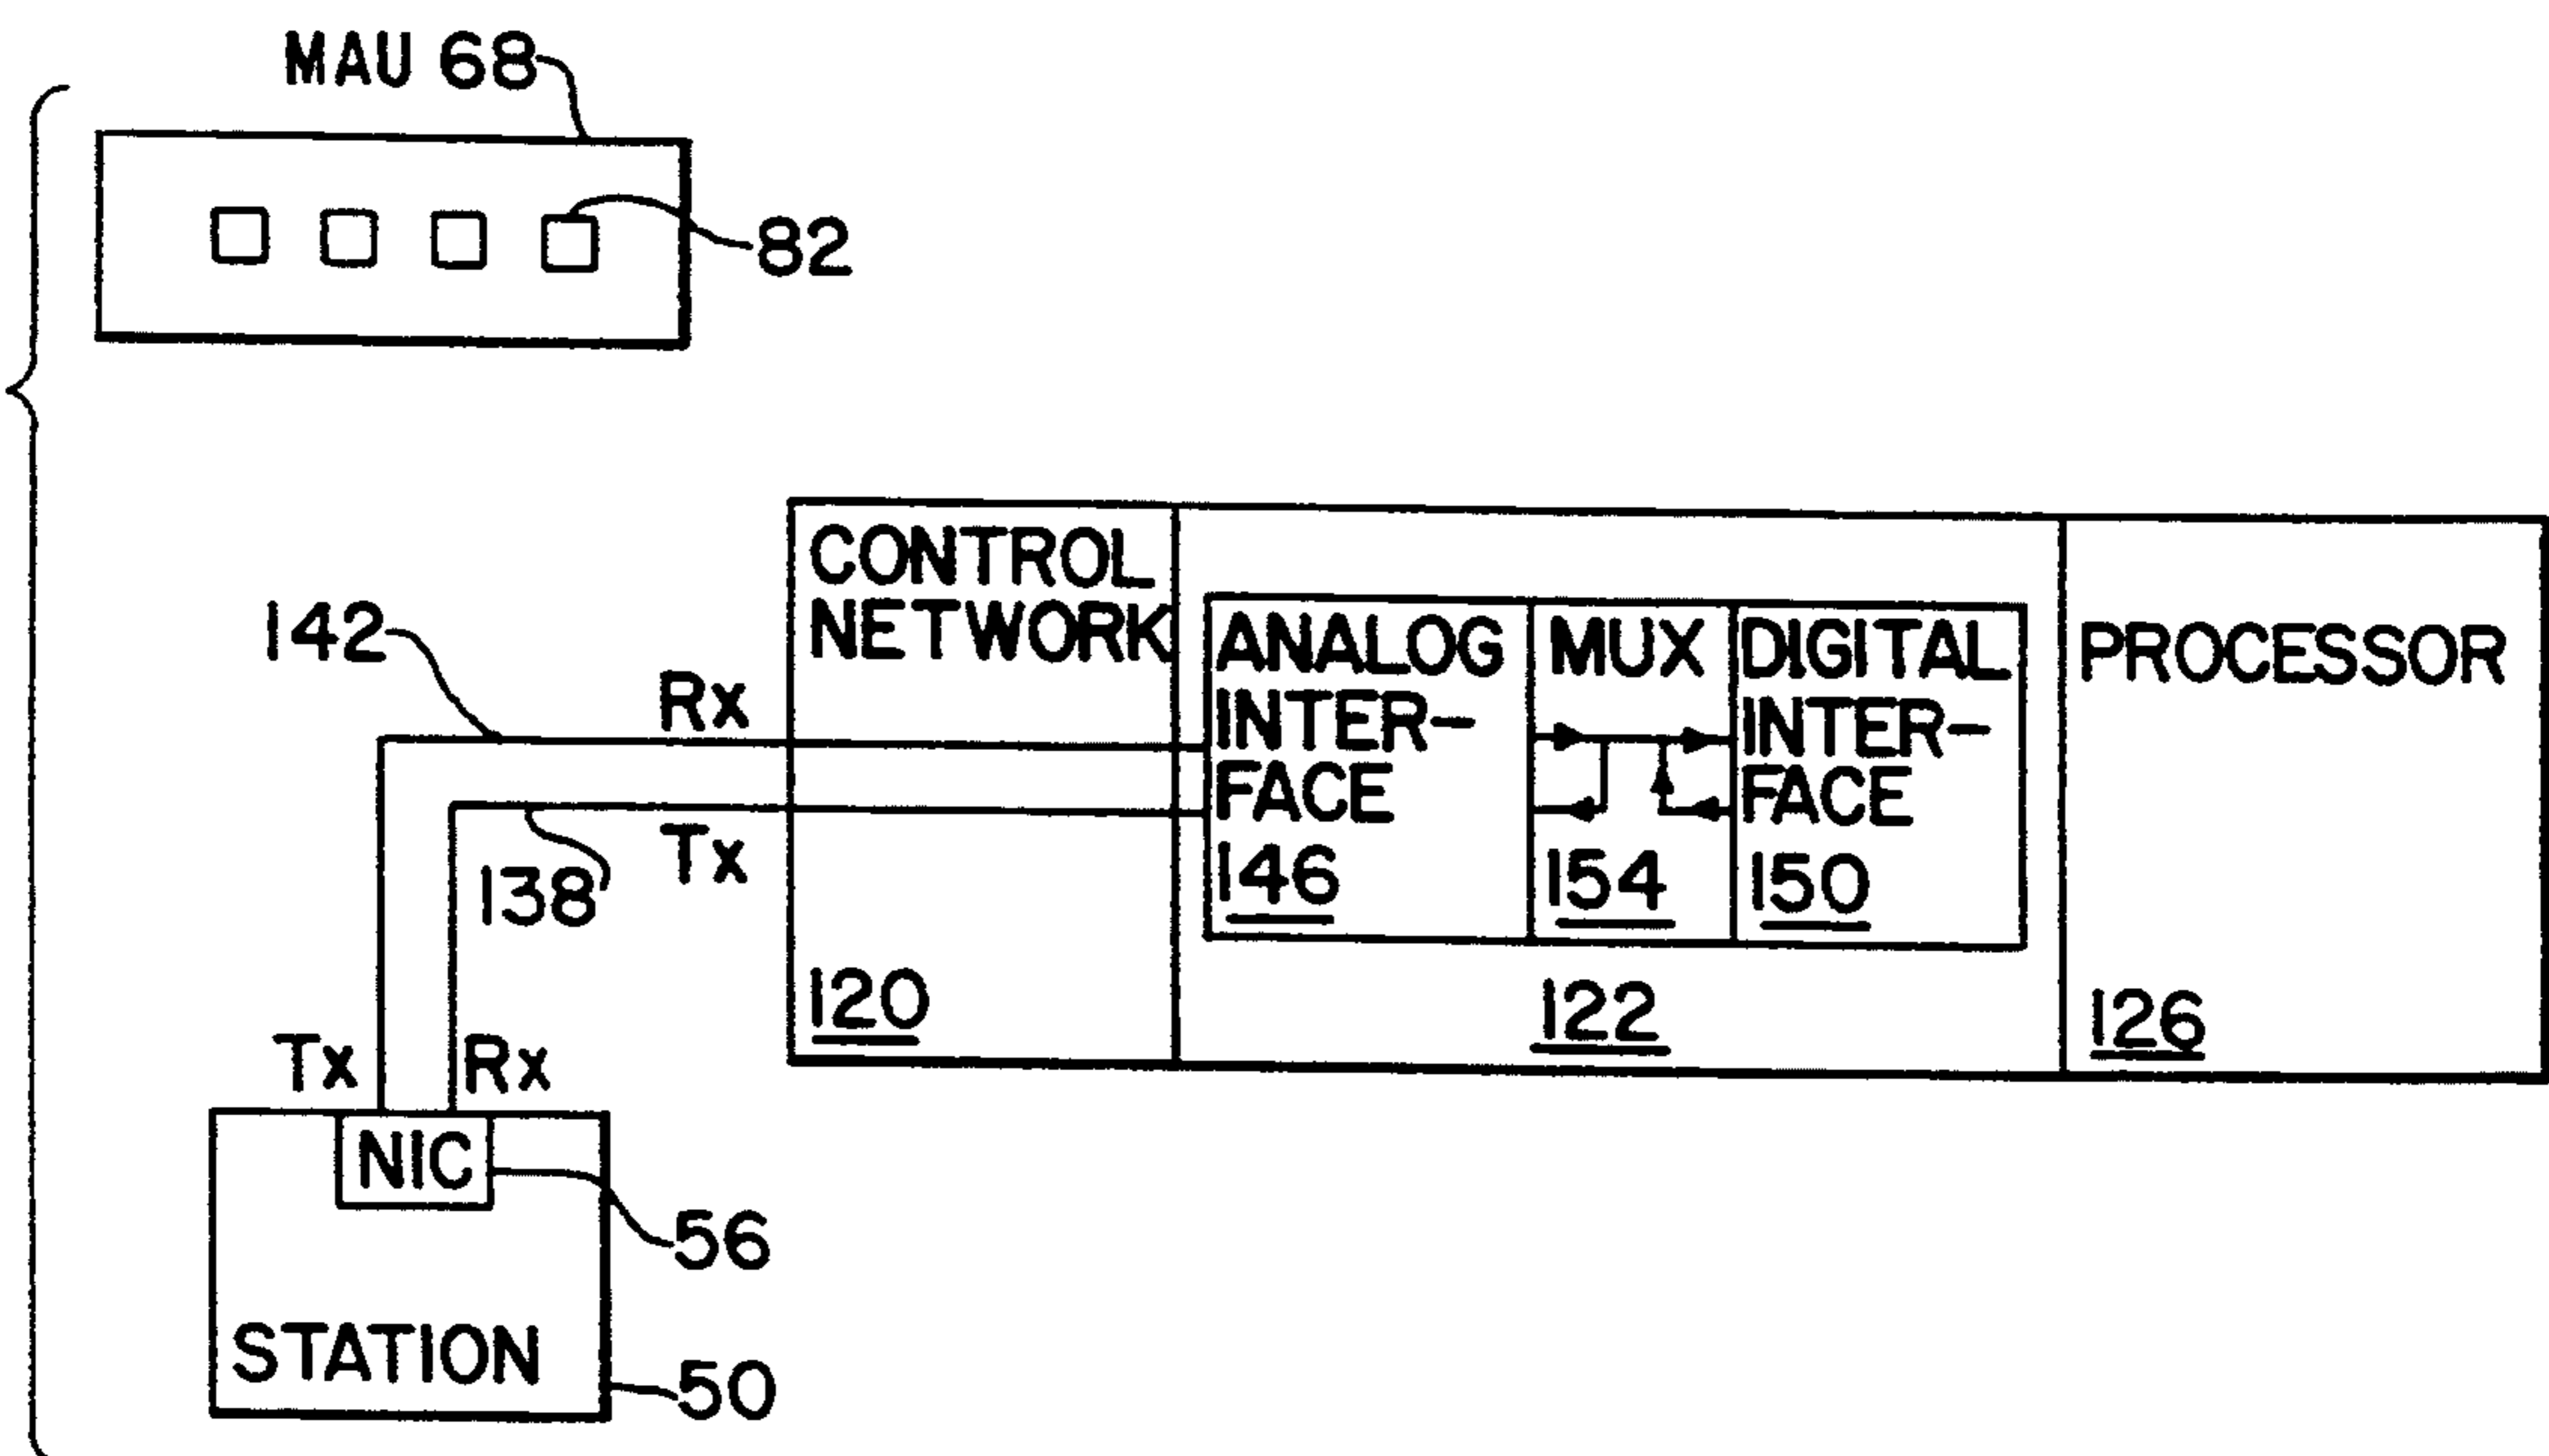 MAU 68
82
CONTROL
NETWORK
120
142
Rx
138
Tx
ANALOG
INTER-
FACE
146
MUX
154
DIGITAL
INTER-
FACE
150
122
PROCESSOR
126
Tx
Rx
NIC
56
STATION
50